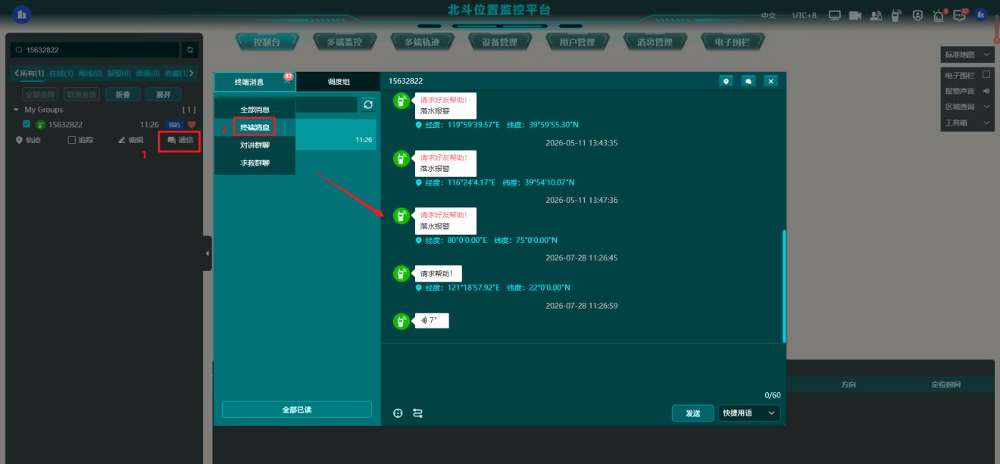 北斗位置监控平台
中文 UTC+8 8 82
控制台 多端监控 多端轨迹 设备管理 用户管理 消息管理 电子围栏
15632822
所有(1) 在线(1) 离线(0) 报警(0) 停滞(0) 收藏(1)
全部选择 取消全选 折叠 展开
My Groups [ 1 ]
15632822 11:26 我的
轨迹 追踪 编辑 通信
1
终端消息 82 调度组
全部消息
2 终端消息
对讲群聊
求救群聊
11:26
全部已读
15632822
请求好友帮助!
落水报警
经度: 119°59'39.57"E 纬度: 39°59'55.30"N
2026-05-11 13:43:35
请求好友帮助!
落水报警
经度: 116°24'4.17"E 纬度: 39°54'10.07"N
2026-05-11 13:47:36
请求好友帮助!
落水报警
经度: 80°0'0.00"E 纬度: 75°0'0.00"N
2026-07-28 11:26:45
请求帮助!
经度: 121°18'57.92"E 纬度: 22°0'0.00"N
2026-07-28 11:26:59
7"
0/60
发送 快捷用语
标准地图
电子围栏
报警声音
区域查询
工具箱
方向 定位时间